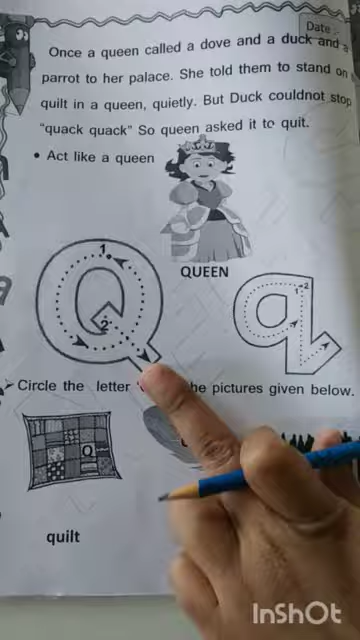 Date :-
Once a queen called a dove and a duck and a
parrot to her palace. She told them to stand on
quilt in a queen, quietly. But Duck couldnot stop
"quack quack" So queen asked it to quit.
• Act like a queen
QUEEN
1
2
Q
1 2
q
Circle the letter he pictures given below.
Q
quilt
InShOt